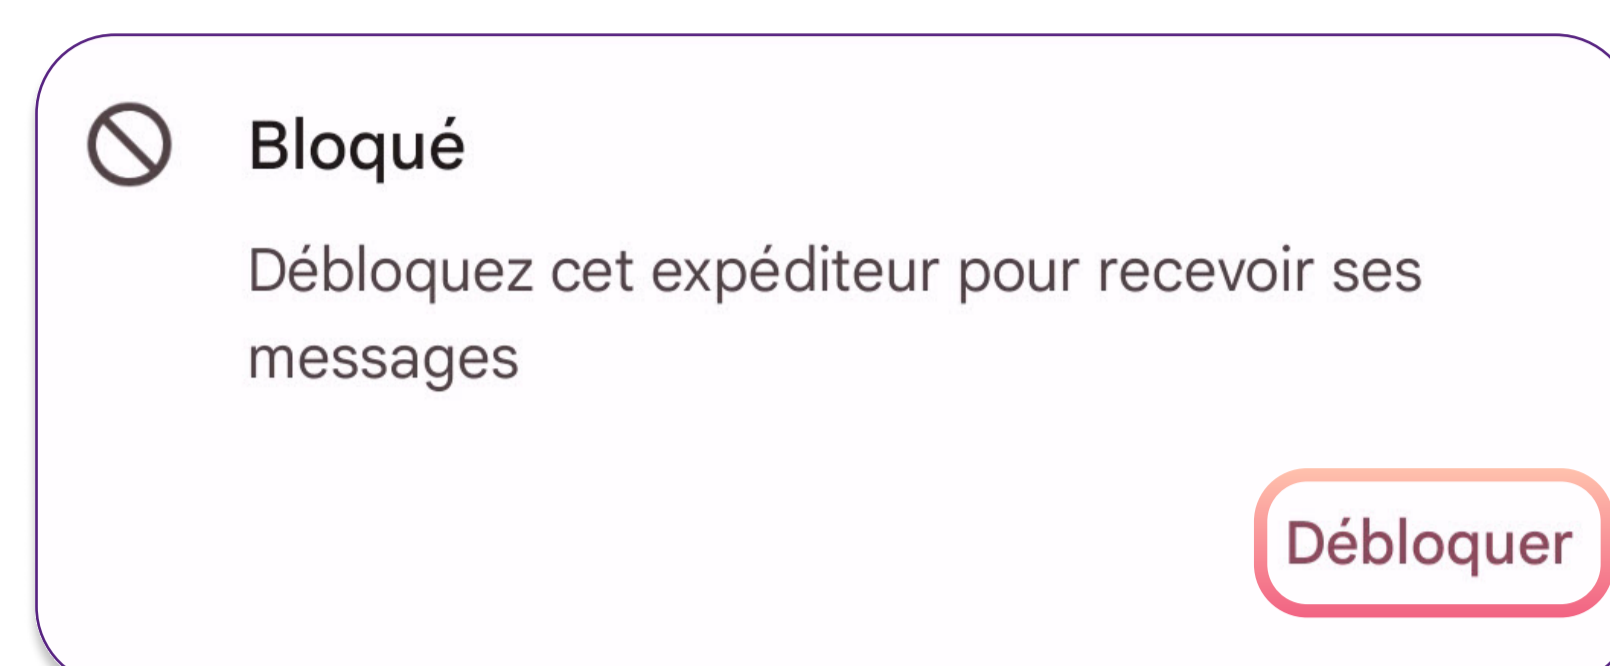 Bloqué
Débloquez cet expéditeur pour recevoir ses
messages
Débloquer